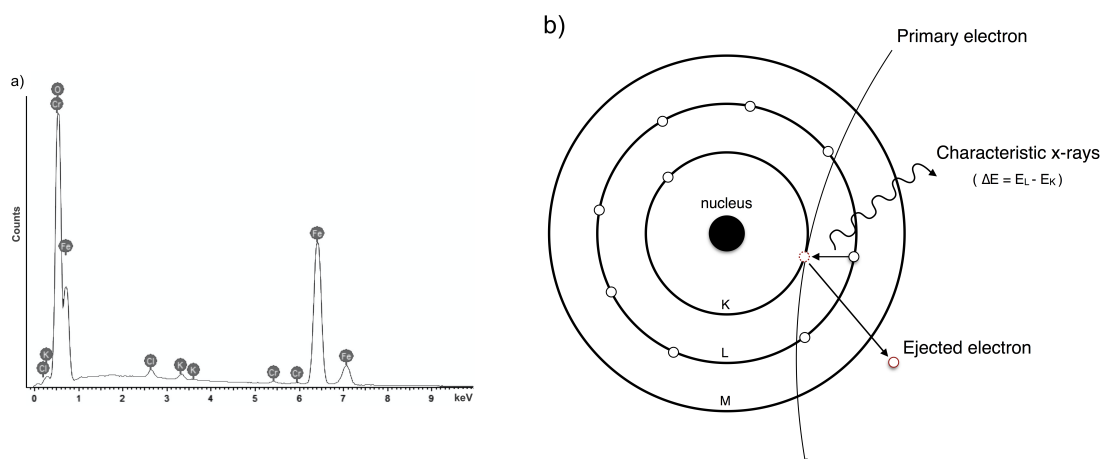 a)
O
Cr
Fe
K
Cl
Cl
K
K
Cr
Cr
Fe
Fe
Counts
0 1 2 3 4 5 6 7 8 9 keV
b)
Primary electron
Characteristic x-rays
( ΔE = EL - EK )
nucleus
K
L
M
Ejected electron